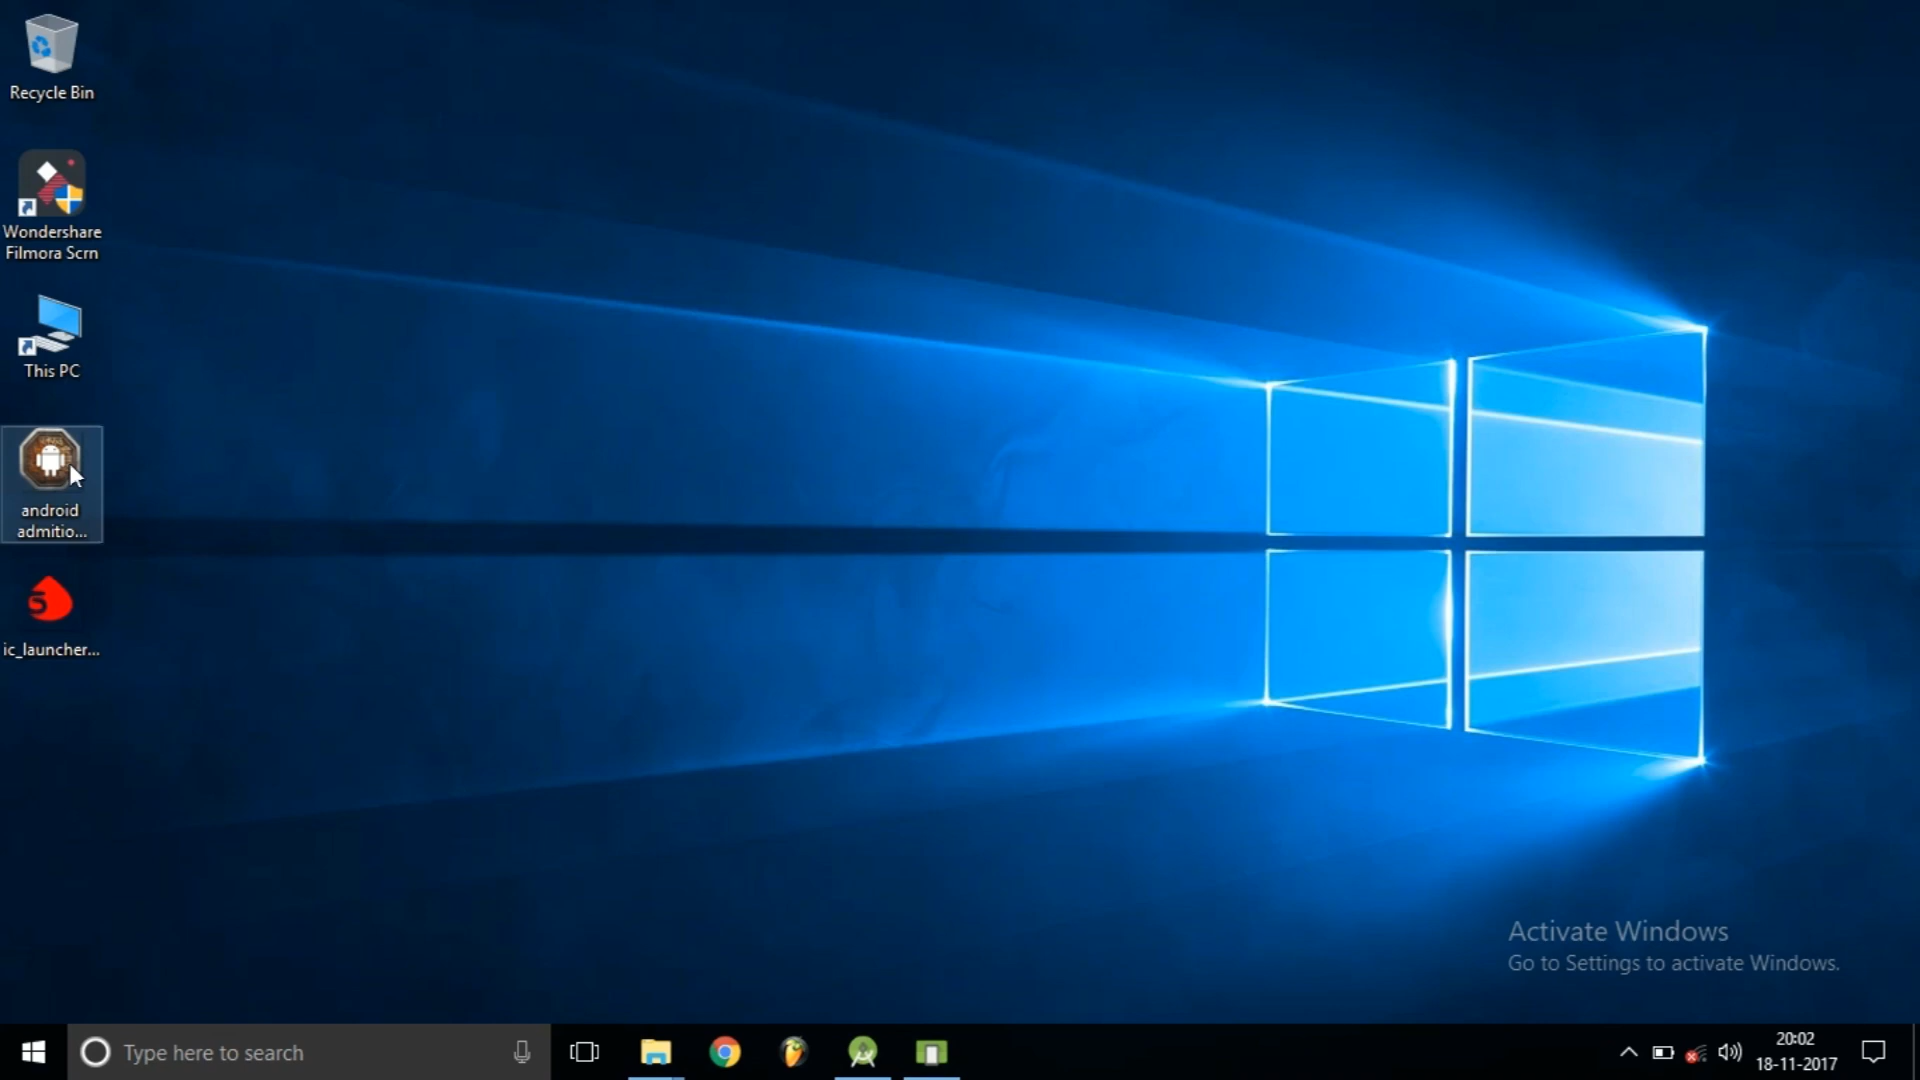 Recycle Bin
Wondershare
Filmora Scrn
This PC
android
admitio...
5
ic_launcher...
Activate Windows
Go to Settings to activate Windows.
Type here to search
20:02
18-11-2017